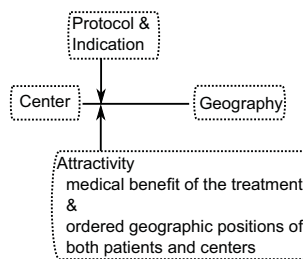 Protocol &
Indication
Center
Geography
Attractivity
medical benefit of the treatment
&
ordered geographic positions of
both patients and centers